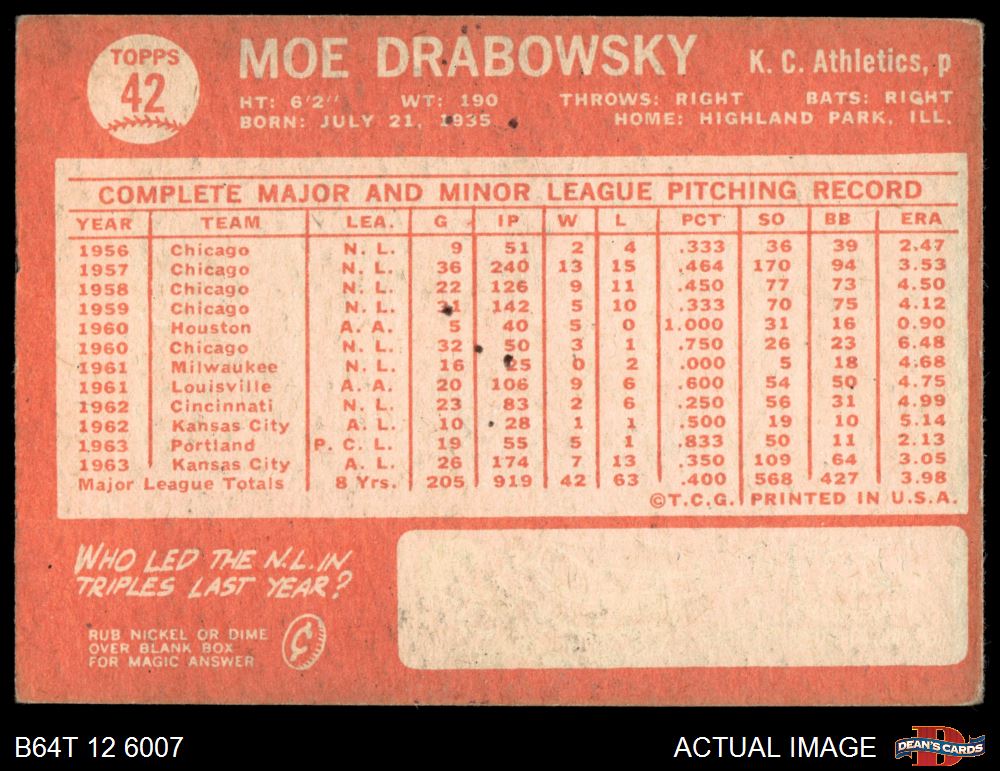 TOPPS
42
MOE DRABOWSKY
K. C. Athletics, p
HT: 6'2" WT: 190 THROWS: RIGHT BATS: RIGHT
BORN: JULY 21, 1935 HOME: HIGHLAND PARK, ILL.
COMPLETE MAJOR AND MINOR LEAGUE PITCHING RECORD
YEAR TEAM LEA. G IP W L PCT SO BB ERA
1956 Chicago N. L. 9 51 2 4 .333 36 39 2.47
1957 Chicago N. L. 36 240 13 15 .464 170 94 3.53
1958 Chicago N. L. 22 126 9 11 .450 77 73 4.50
1959 Chicago N. L. 31 142 5 10 .333 70 75 4.12
1960 Houston A. A. 5 40 5 0 1.000 31 16 0.90
1960 Chicago N. L. 32 50 3 1 .750 26 23 6.48
1961 Milwaukee N. L. 16 25 0 2 .000 5 18 4.68
1961 Louisville A. A. 20 106 9 6 .600 54 50 4.75
1962 Cincinnati N. L. 23 83 2 6 .250 56 31 4.99
1962 Kansas City A. L. 10 28 1 1 .500 19 10 5.14
1963 Portland P. C. L. 19 55 5 1 .833 50 11 2.13
1963 Kansas City A. L. 26 174 7 13 .350 109 64 3.05
Major League Totals 8 Yrs. 205 919 42 63 .400 568 427 3.98
©T.C.G. PRINTED IN U.S.A.
WHO LED THE N.L. IN
TRIPLES LAST YEAR?
RUB NICKEL OR DIME
OVER BLANK BOX
FOR MAGIC ANSWER
¢
B64T 12 6007
ACTUAL IMAGE
D
DEAN'S CARDS